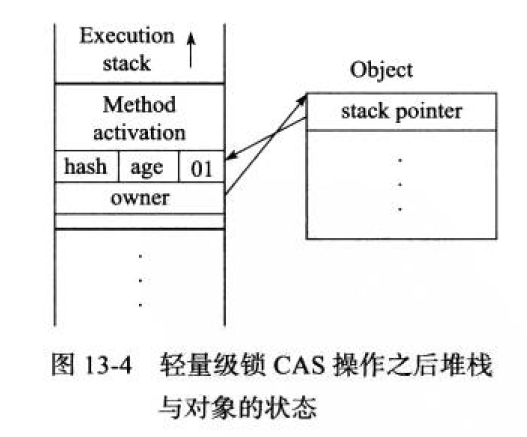 Execution
stack
Object
Method
activation
stack pointer
hash age 01
owner
图 13-4 轻量级锁 CAS 操作之后堆栈
与对象的状态